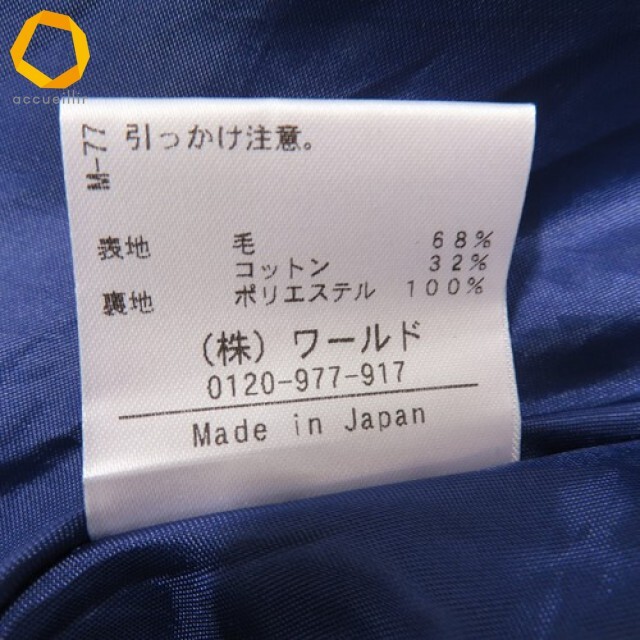 accuenhi
M-77
引っかけ注意。
表地 毛 68%
コットン 32%
裏地 ポリエステル 100%
(株) ワールド
0120-977-917
Made in Japan